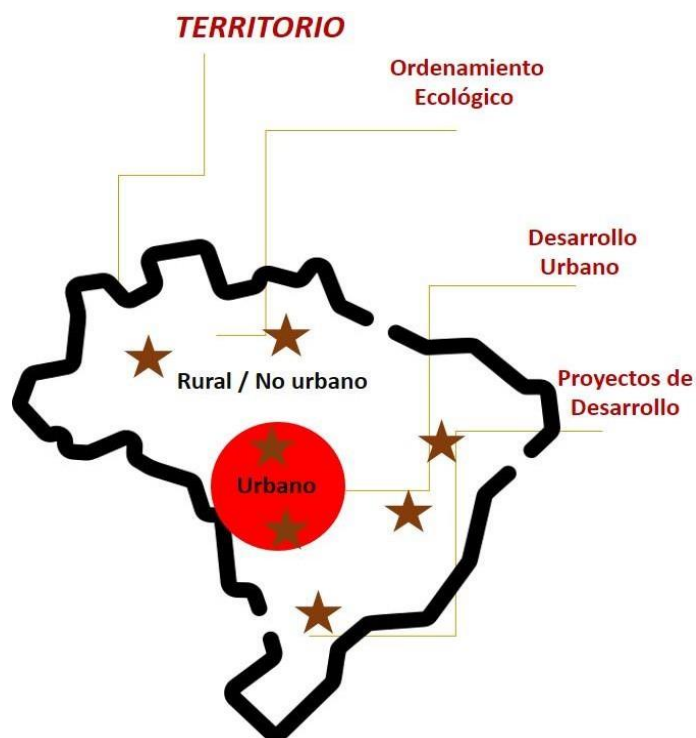 TERRITORIO
Ordenamiento
Ecológico
Desarrollo
Urbano
Rural / No urbano
Proyectos de
Desarrollo
Urbano